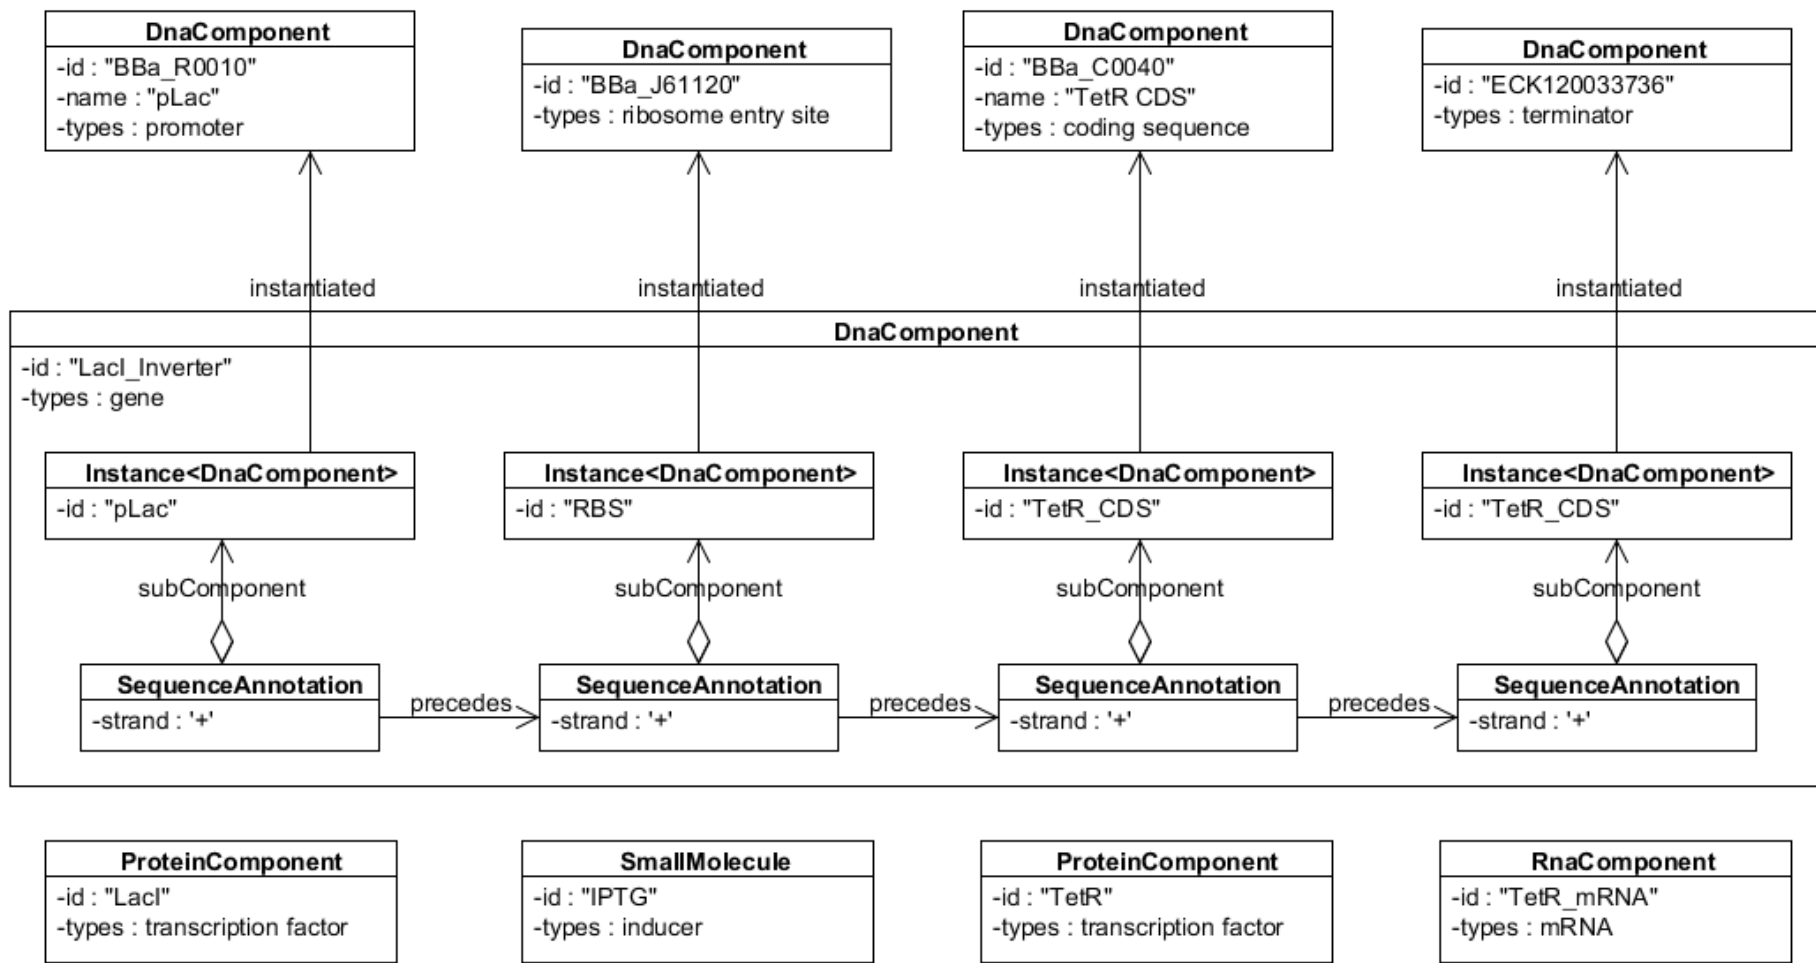 DnaComponent
-id : "BBa_R0010"
-name : "pLac"
-types : promoter
DnaComponent
-id : "BBa_J61120"
-types : ribosome entry site
DnaComponent
-id : "BBa_C0040"
-name : "TetR CDS"
-types : coding sequence
DnaComponent
-id : "ECK120033736"
-types : terminator
instantiated
instantiated
instantiated
instantiated
DnaComponent
-id : "LacI_Inverter"
-types : gene
Instance<DnaComponent>
-id : "pLac"
Instance<DnaComponent>
-id : "RBS"
Instance<DnaComponent>
-id : "TetR_CDS"
Instance<DnaComponent>
-id : "TetR_CDS"
subComponent
subComponent
subComponent
subComponent
SequenceAnnotation
-strand : '+'
precedes
SequenceAnnotation
-strand : '+'
precedes
SequenceAnnotation
-strand : '+'
precedes
SequenceAnnotation
-strand : '+'
ProteinComponent
-id : "LacI"
-types : transcription factor
SmallMolecule
-id : "IPTG"
-types : inducer
ProteinComponent
-id : "TetR"
-types : transcription factor
RnaComponent
-id : "TetR_mRNA"
-types : mRNA